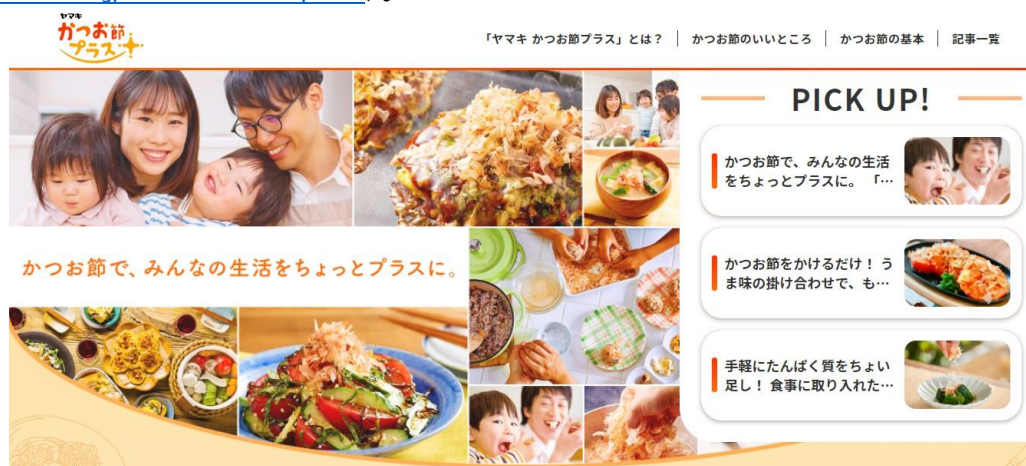 ヤマキ
かつお節
プラス
「ヤマキ かつお節プラス」とは？
かつお節のいいところ
かつお節の基本
記事一覧
かつお節で、みんなの生活をちょっとプラスに。
PICK UP!
かつお節で、みんなの生活
をちょっとプラスに。 「…
かつお節をかけるだけ！ う
ま味の掛け合わせで、も…
手軽にたんぱく質をちょい
足し！ 食事に取り入れた…